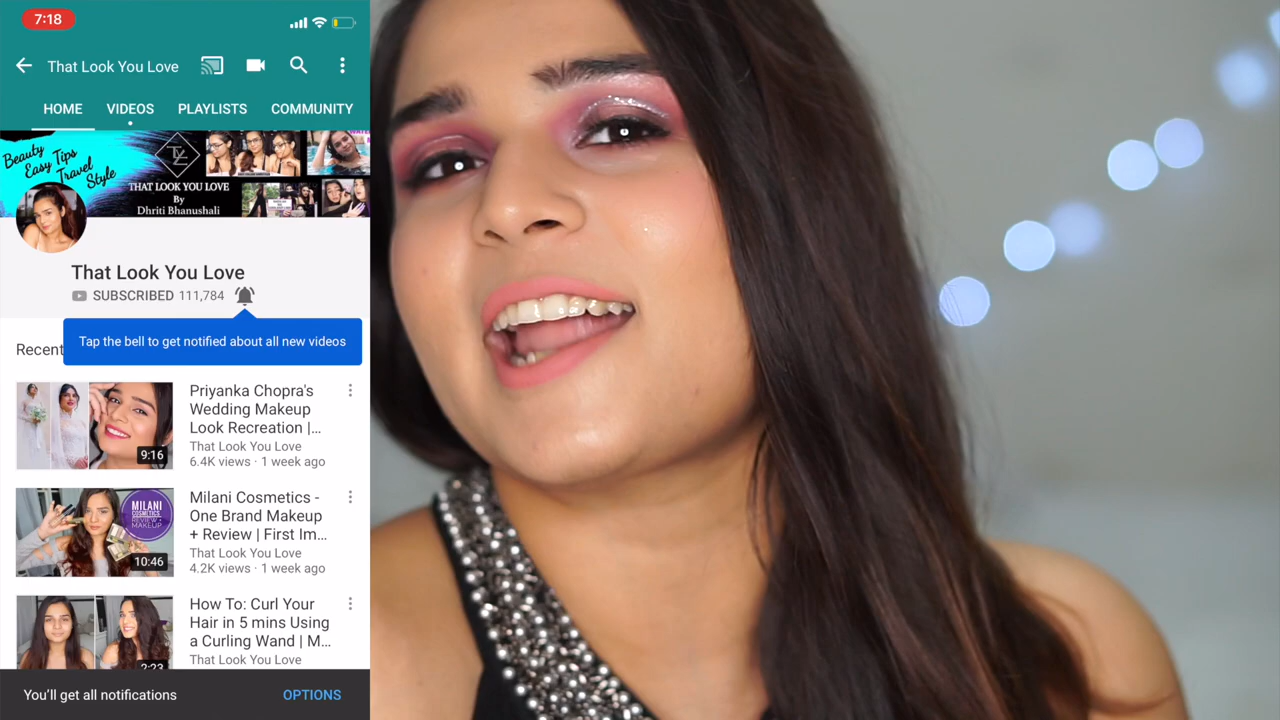 7:18
That Look You Love
HOME VIDEOS PLAYLISTS COMMUNITY
Beauty
Easy Tips
Travel
Style
THAT LOOK YOU LOVE
By
Dhriti Bhanushali
That Look You Love
SUBSCRIBED 111,784
Tap the bell to get notified about all new videos
Recent
Priyanka Chopra's
Wedding Makeup
Look Recreation |...
That Look You Love
6.4K views · 1 week ago
9:16
MILANI
COSMETICS
REVIEW +
MAKEUP
10:46
Milani Cosmetics -
One Brand Makeup
+ Review | First Im...
That Look You Love
4.2K views · 1 week ago
How To: Curl Your
Hair in 5 mins Using
a Curling Wand | M...
That Look You Love
2:23
You'll get all notifications OPTIONS